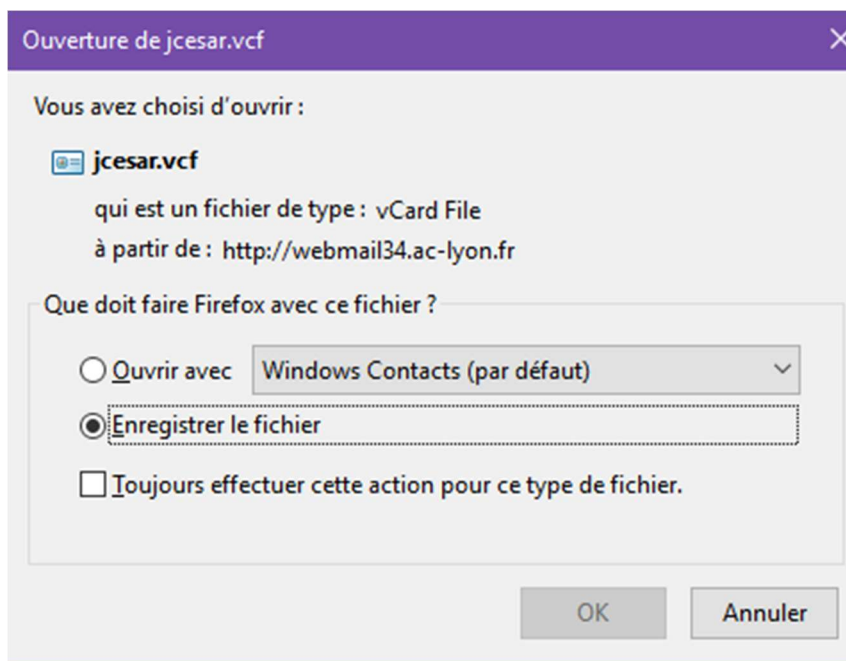 Ouverture de jcesar.vcf
Vous avez choisi d'ouvrir :
jcesar.vcf
qui est un fichier de type : vCard File
à partir de : http://webmail34.ac-lyon.fr
Que doit faire Firefox avec ce fichier ?
Ouvrir avec Windows Contacts (par défaut)
Enregistrer le fichier
Toujours effectuer cette action pour ce type de fichier.
OK Annuler